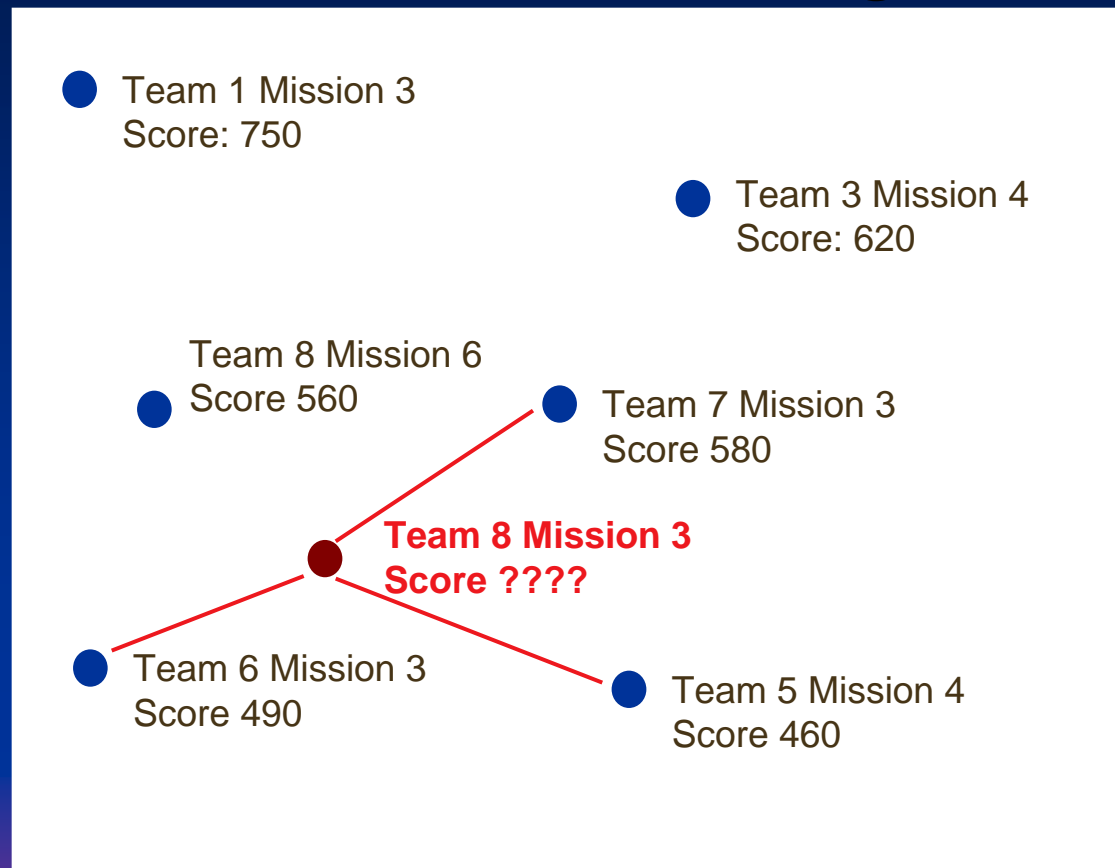 Team 1 Mission 3
Score: 750
Team 3 Mission 4
Score: 620
Team 8 Mission 6
Score 560
Team 7 Mission 3
Score 580
Team 8 Mission 3
Score ????
Team 6 Mission 3
Score 490
Team 5 Mission 4
Score 460